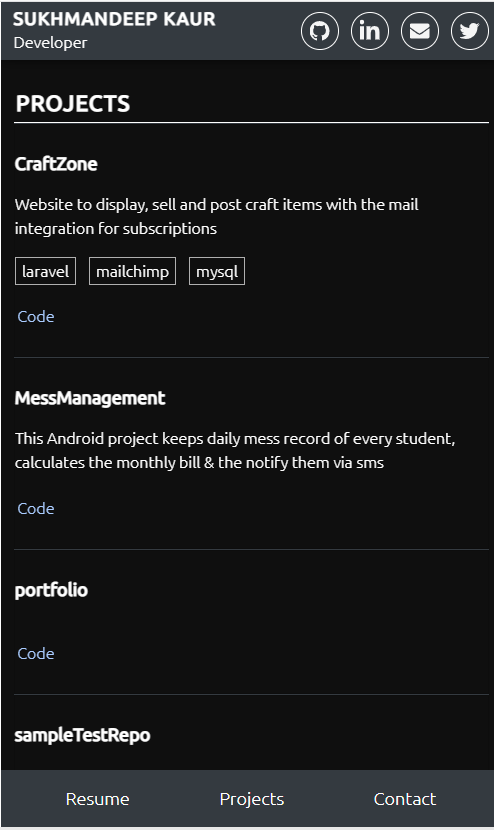 SUKHMANDEEP KAUR
Developer
PROJECTS
CraftZone
Website to display, sell and post craft items with the mail
integration for subscriptions
laravel mailchimp mysql
Code
MessManagement
This Android project keeps daily mess record of every student,
calculates the monthly bill & the notify them via sms
Code
portfolio
Code
sampleTestRepo
Resume Projects Contact